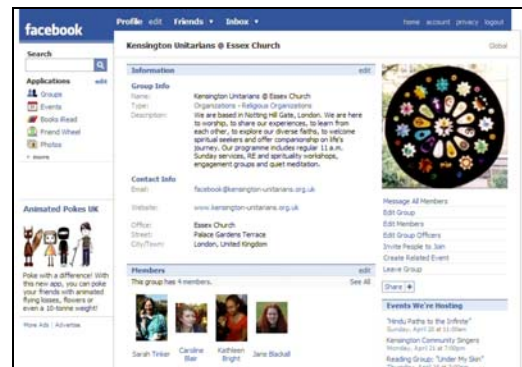 facebook
Profile edit Friends Inbox
home account privacy logout
Search
Applications edit
Groups
Events
Books iRead
Friend Wheel
Photos
more
Animated Pokes UK
Poke with a difference! With
this new app, you can poke
your friends with animated
flying kisses, flowers or
even a 10-tonne weight!
More Ads | Advertise
Kensington Unitarians @ Essex Church
Global
Information edit
Group Info
Name: Kensington Unitarians @ Essex Church
Type: Organizations - Religious Organizations
Description: We are based in Notting Hill Gate, London. We are here
to worship, to share our experiences, to learn from
each other, to explore our diverse faiths, to welcome
spiritual seekers and offer companionship on life's
journey. Our programme includes regular 11 a.m.
Sunday services, RE and spirituality workshops,
engagement groups and quiet meditation.
Contact Info
Email: facebook@kensington-unitarians.org.uk
Website: www.kensington-unitarians.org.uk
Office: Essex Church
Street: Palace Gardens Terrace
City/Town: London, United Kingdom
Members edit
This group has 4 members. See All
Sarah Tinker
Caroline
Blair
Kathleen
Bright
Jane Blackall
Message All Members
Edit Group
Edit Members
Edit Group Officers
Invite People to Join
Create Related Event
Leave Group
Share +
Events We're Hosting
"Hindu Paths to the Infinite"
Sunday, April 20 at 11:00am
Kensington Community Singers
Monday, April 21 at 7:00pm
Reading Group: "Under My Skin"
Thursday, April 24 at 7:00pm